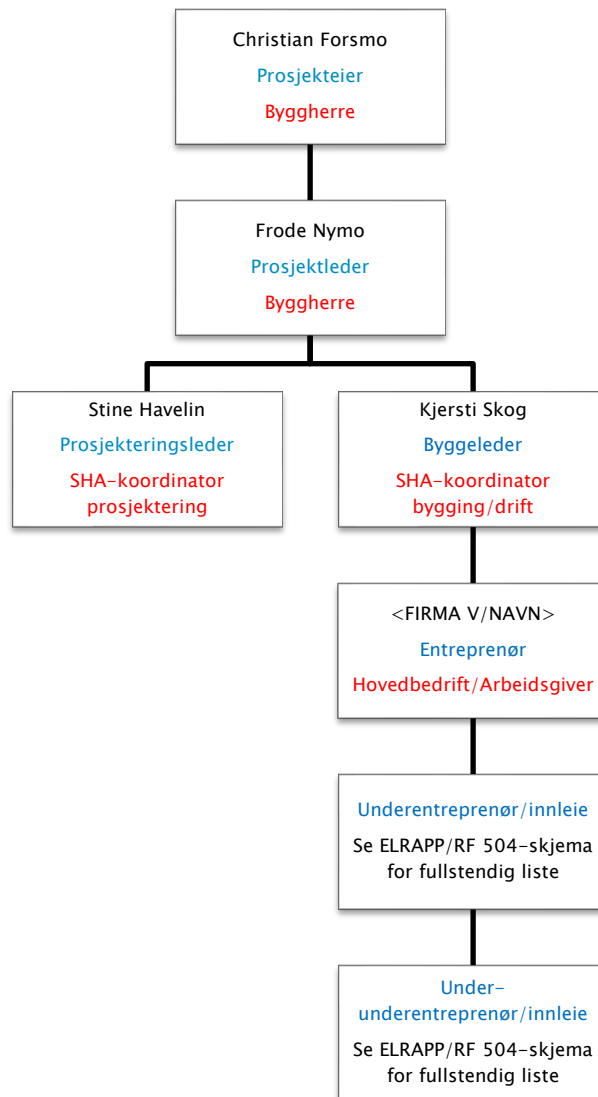 Christian Forsmo
Prosjekteier
Byggherre
Frode Nymo
Prosjektleder
Byggherre
Stine Havelin
Prosjekteringsleder
SHA-koordinator
prosjektering
Kjersti Skog
Byggeleder
SHA-koordinator
bygging/drift
<FIRMA V/NAVN>
Entreprenør
Hovedbedrift/Arbeidsgiver
Underentreprenør/innleie
Se ELRAPP/RF 504-skjema
for fullstendig liste
Under-
underentreprenør/innleie
Se ELRAPP/RF 504-skjema
for fullstendig liste